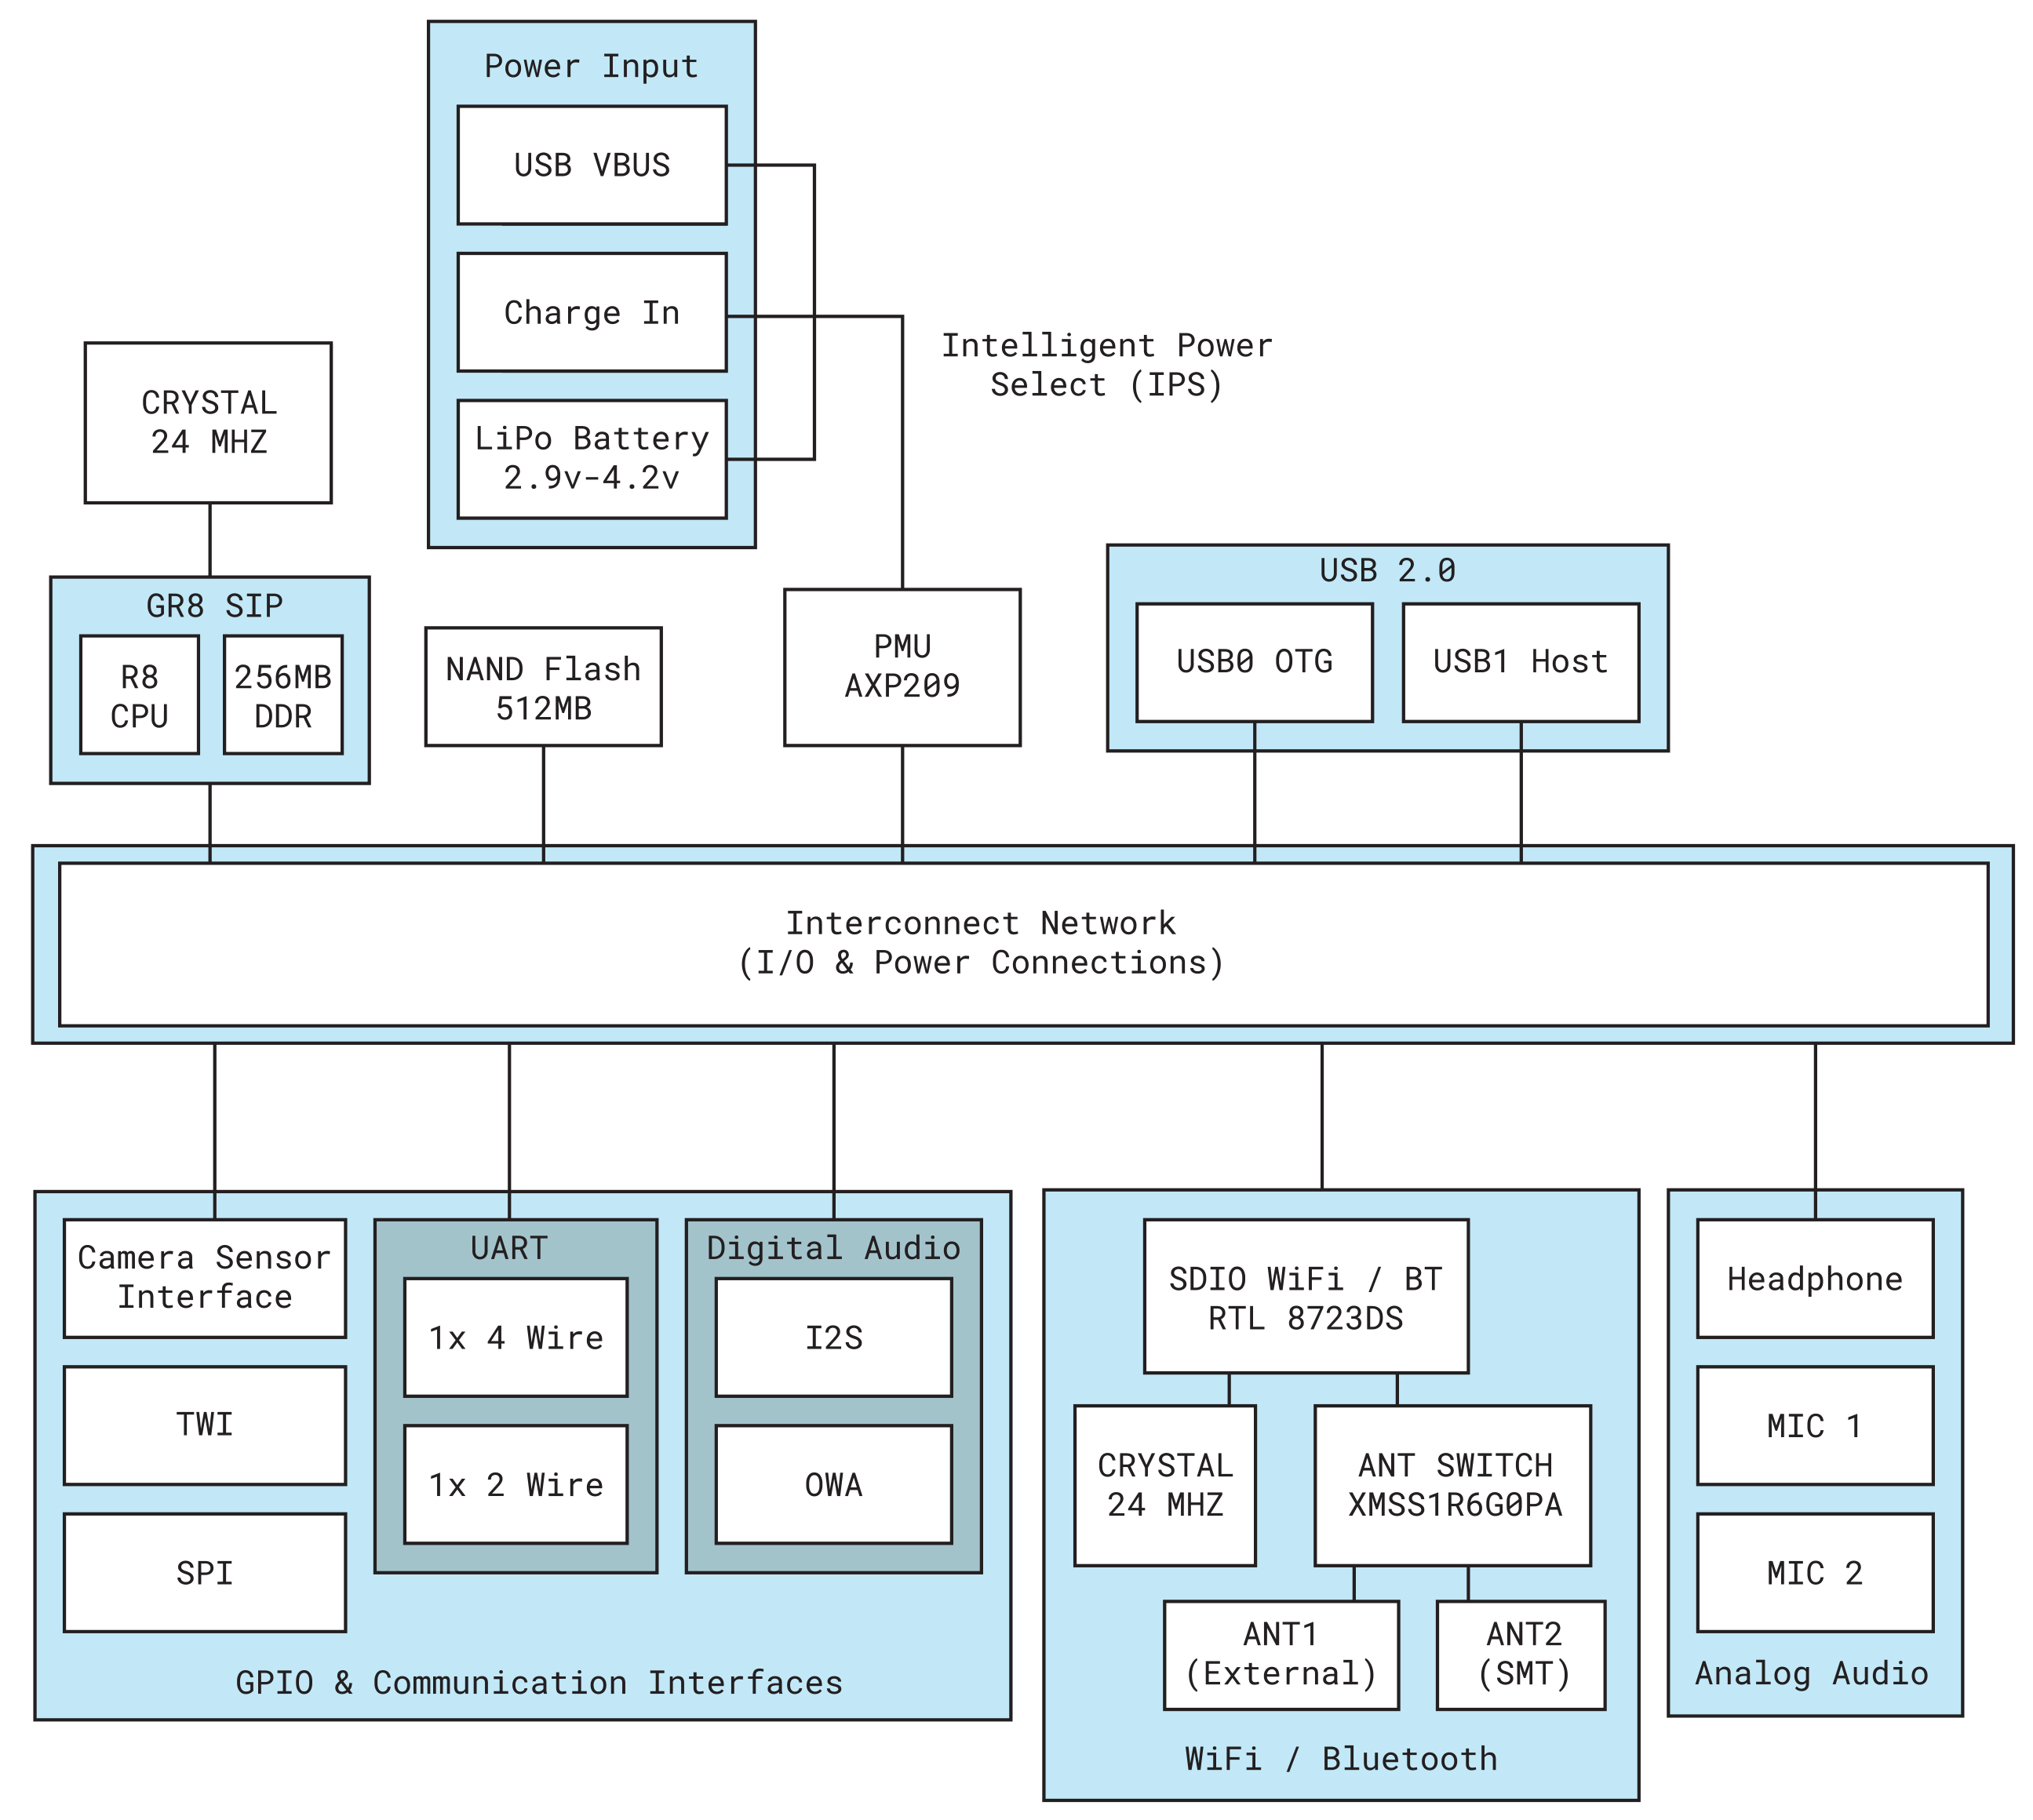 Power Input
USB VBUS
Charge In
LiPo Battery
2.9v-4.2v
Intelligent Power
Select (IPS)
CRYSTAL
24 MHZ
GR8 SIP
R8
CPU
256MB
DDR
NAND Flash
512MB
PMU
AXP209
USB 2.0
USB0 OTG
USB1 Host
Interconnect Network
(I/O & Power Connections)
Camera Sensor
Interface
TWI
SPI
UART
1x 4 Wire
1x 2 Wire
Digital Audio
I2S
OWA
GPIO & Communication Interfaces
SDIO WiFi / BT
RTL 8723DS
CRYSTAL
24 MHZ
ANT SWITCH
XMSS1R6G0PA
ANT1
(External)
ANT2
(SMT)
WiFi / Bluetooth
Headphone
MIC 1
MIC 2
Analog Audio